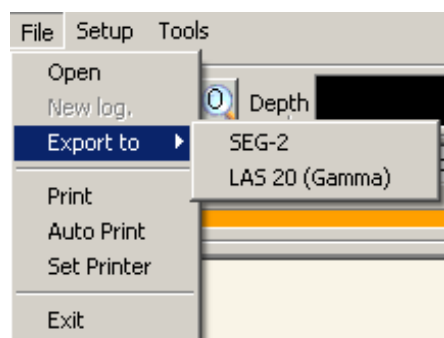 File Setup Tools
Open
New log.
Depth
Export to
SEG-2
LAS 20 (Gamma)
Print
Auto Print
Set Printer
Exit